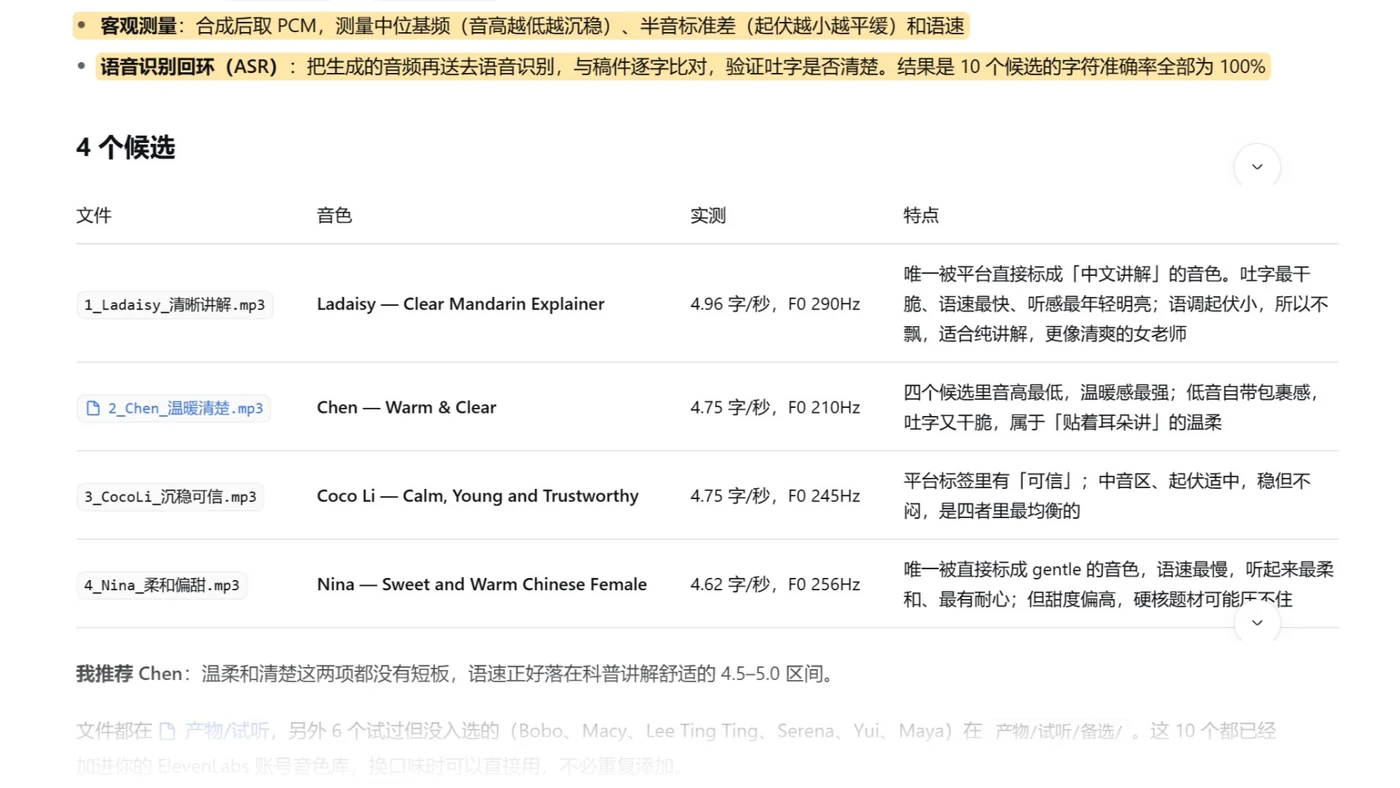 客观测量：合成后取 PCM，测量中位基频（音高越低越沉稳）、半音标准差（起伏越小越平缓）和语速
语音识别回环（ASR）：把生成的音频再送去语音识别，与稿件逐字比对，验证吐字是否清楚。结果是 10 个候选的字符准确率全部为 100%
4 个候选
文件 音色 实测 特点
1_Ladaisy_清晰讲解.mp3 Ladaisy — Clear Mandarin Explainer 4.96 字/秒，F0 290Hz 唯一被平台直接标成「中文讲解」的音色。吐字最干
脆、语速最快、听感最年轻明亮；语调起伏小，所以不
飘，适合纯讲解，更像清爽的女老师
2_Chen_温暖清楚.mp3 Chen — Warm & Clear 4.75 字/秒，F0 210Hz 四个候选里音高最低，温暖感最强；低音自带包裹感，
吐字又干脆，属于「贴着耳朵讲」的温柔
3_CocoLi_沉稳可信.mp3 Coco Li — Calm, Young and Trustworthy 4.75 字/秒，F0 245Hz 平台标签里有「可信」；中音区、起伏适中，稳但不
闷，是四者里最均衡的
4_Nina_柔和偏甜.mp3 Nina — Sweet and Warm Chinese Female 4.62 字/秒，F0 256Hz 唯一被直接标成 gentle 的音色，语速最慢，听起来最柔
和、最有耐心；但甜度偏高，硬核题材可能压不住
我推荐 Chen：温柔和清楚这两项都没有短板，语速正好落在科普讲解舒适的 4.5–5.0 区间。
文件都在 产物/试听，另外 6 个试过但没入选的（Bobo、Macy、Lee Ting Ting、Serena、Yui、Maya）在 产物/试听/备选/ 。这 10 个都已经
加进你的 ElevenLabs 账号音色库，换口味时可以直接用，不必重复添加。